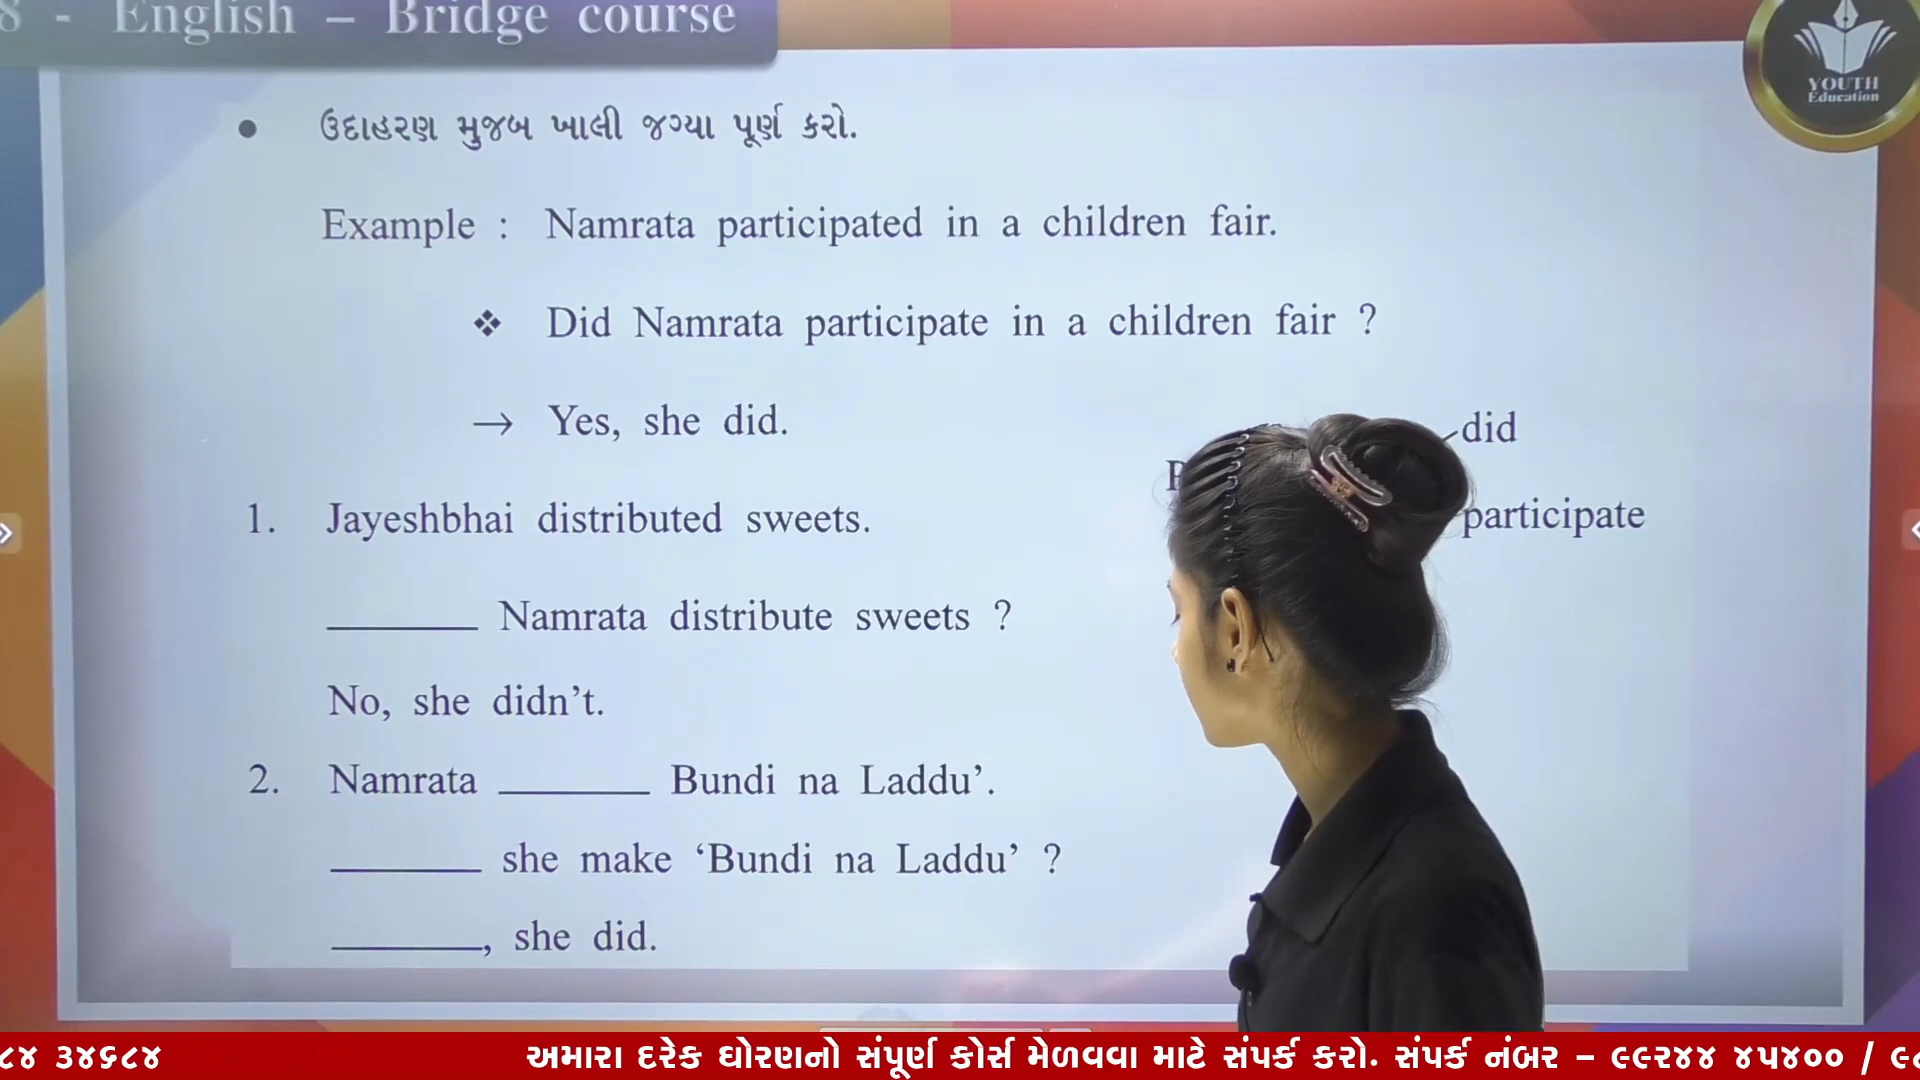 8 - English – Bridge course
YOUTH
Education
• ઉદાહરણ મુજબ ખાલી જગ્યા પૂર્ણ કરો.
Example : Namrata participated in a children fair.
❖ Did Namrata participate in a children fair ?
→ Yes, she did.
did
participate
1. Jayeshbhai distributed sweets.
_______ Namrata distribute sweets ?
No, she didn’t.
2. Namrata _______ Bundi na Laddu’.
_______ she make ‘Bundi na Laddu’ ?
_______, she did.
૮૪ ૩૪૬૮૪ અમારા દરેક ધોરણનો સંપૂર્ણ કોર્સ મેળવવા માટે સંપર્ક કરો. સંપર્ક નંબર – ૯૯૨૪૪ ૪૫૪૦૦ / ૯૮